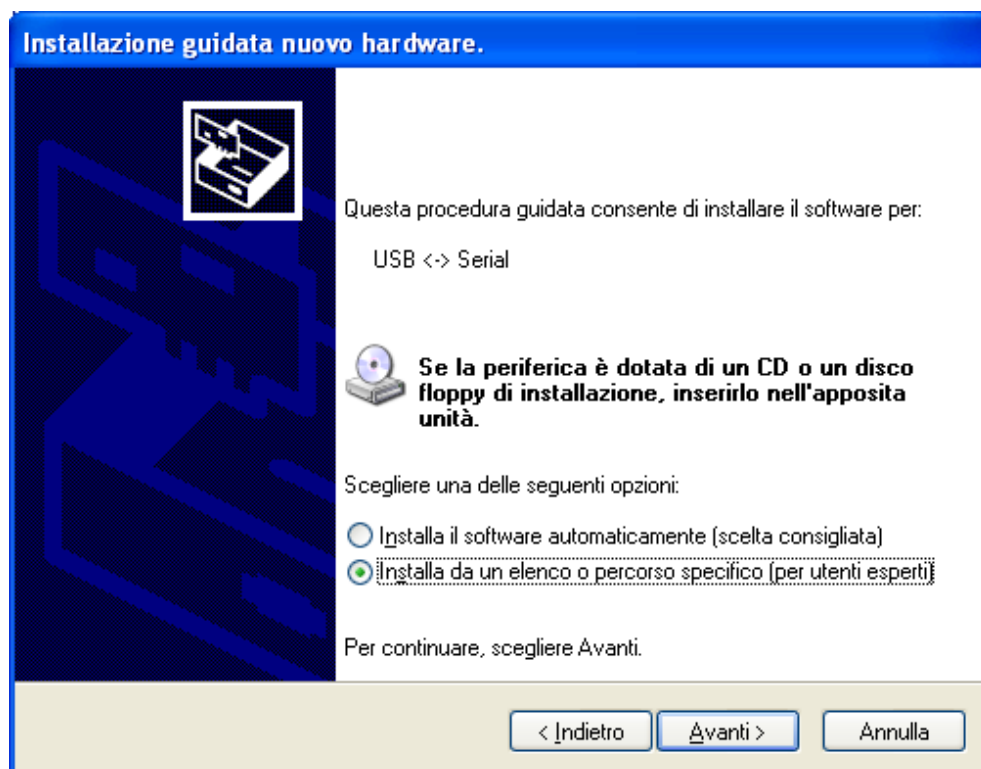 Installazione guidata nuovo hardware.
Questa procedura guidata consente di installare il software per:
USB <-> Serial
Se la periferica è dotata di un CD o un disco
floppy di installazione, inserirlo nell'apposita
unità.
Scegliere una delle seguenti opzioni:
Installa il software automaticamente (scelta consigliata)
Installa da un elenco o percorso specifico (per utenti esperti)
Per continuare, scegliere Avanti.
< Indietro
Avanti >
Annulla